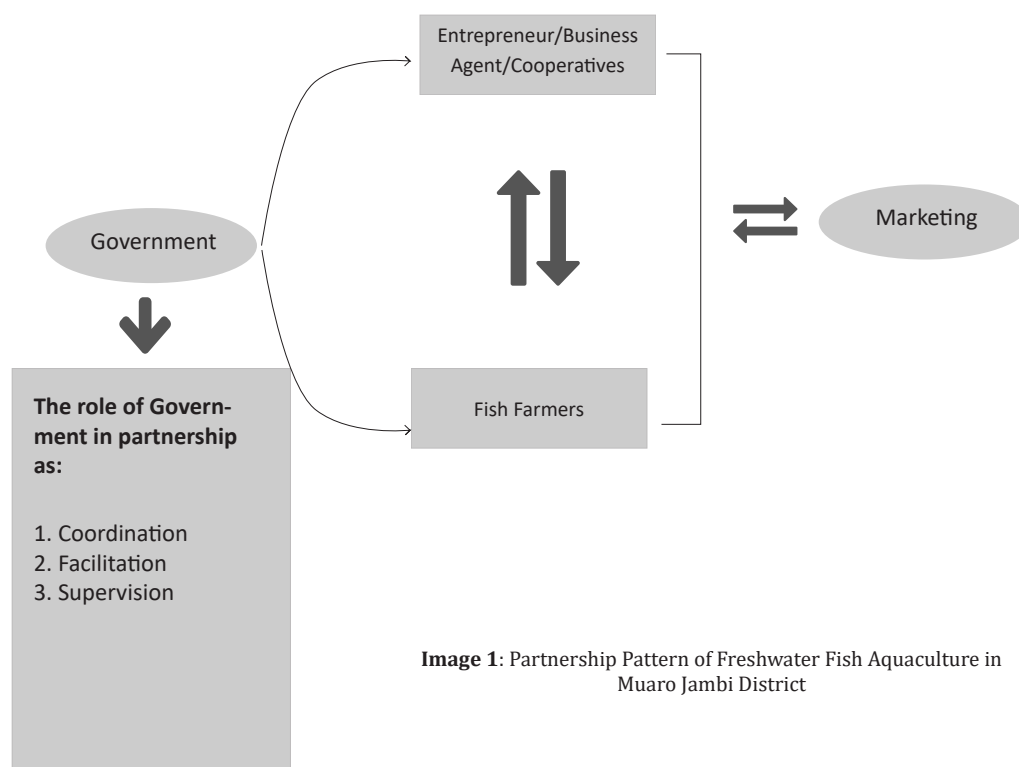 Entrepreneur/Business
Agent/Cooperatives
Government
Marketing
Fish Farmers
The role of Govern-
ment in partnership
as:
1. Coordination
2. Facilitation
3. Supervision
Image 1: Partnership Pattern of Freshwater Fish Aquaculture in
Muaro Jambi District